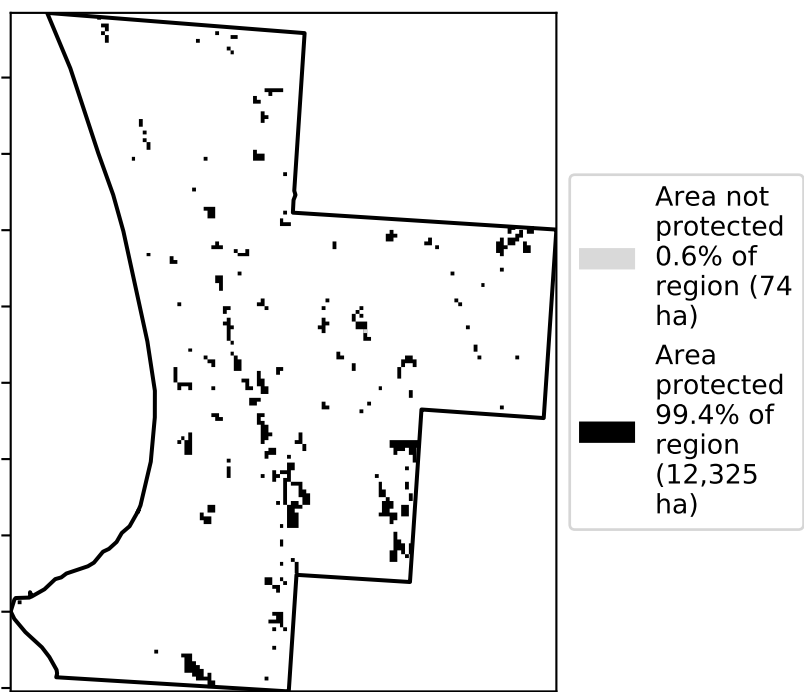 Area not
protected
0.6% of
region (74
ha)
Area
protected
99.4% of
region
(12,325
ha)